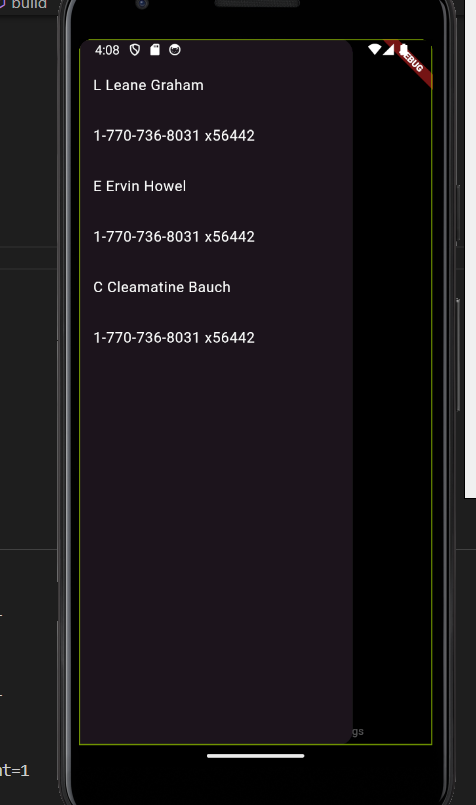 build
4:08
DEBUG
L Leane Graham
1-770-736-8031 x56442
E Ervin Howel
1-770-736-8031 x56442
C Cleamatine Bauch
1-770-736-8031 x56442
gs
nt=1